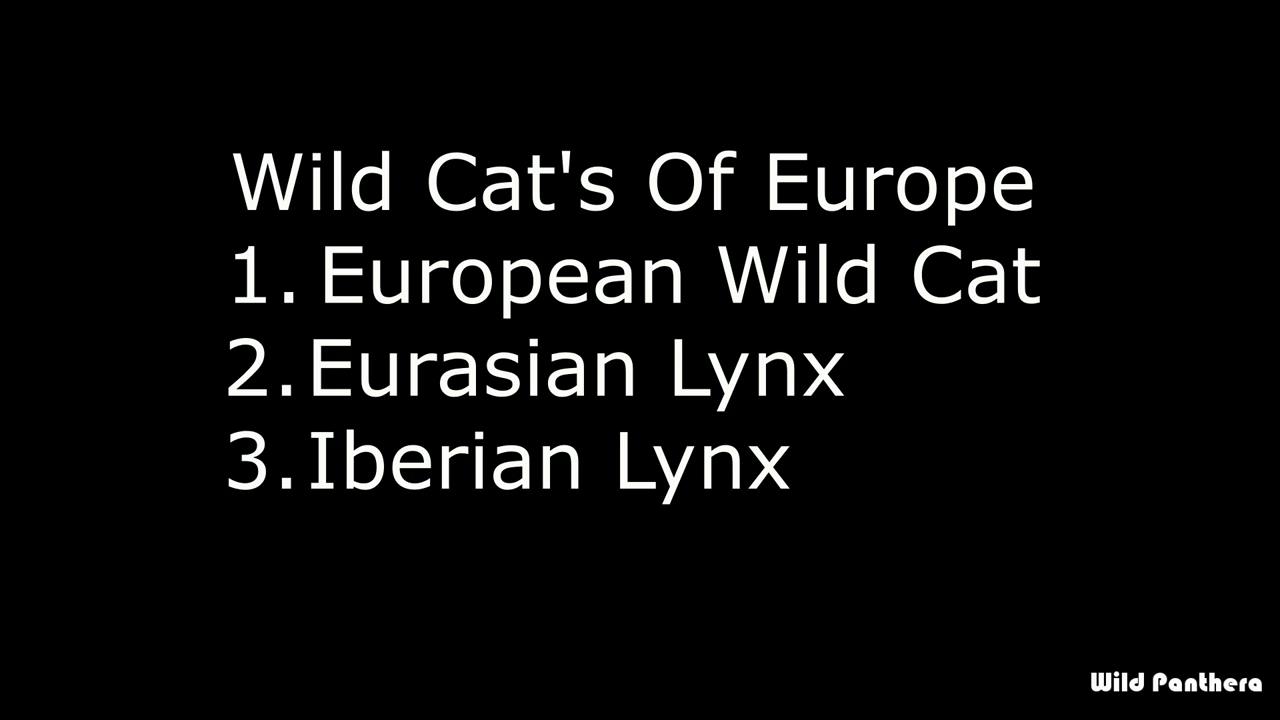 Wild Cat's Of Europe
1. European Wild Cat
2. Eurasian Lynx
3. Iberian Lynx
Wild Panthera